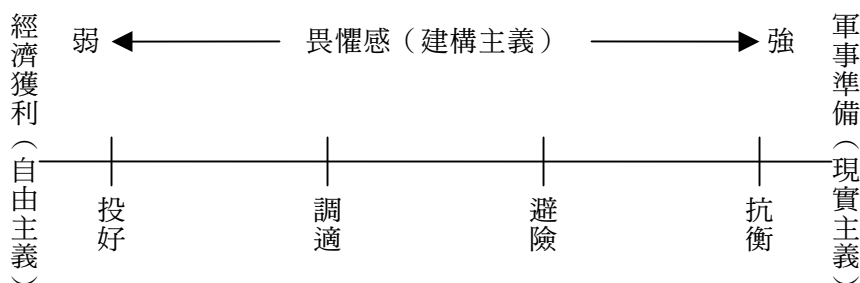 經濟獲利（自由主義）
弱
畏懼感（建構主義）
強
軍事準備（現實主義）
投好
調適
避險
抗衡